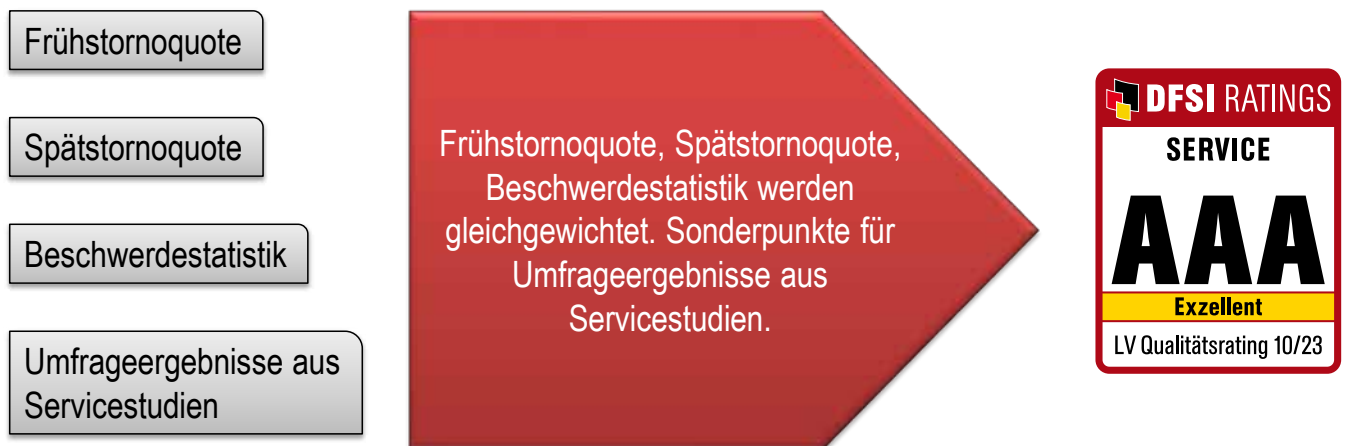 Frühstornoquote
Spätstornoquote
Beschwerdestatistik
Umfrageergebnisse aus
Servicestudien
Frühstornoquote, Spätstornoquote,
Beschwerdestatistik werden
gleichgewichtet. Sonderpunkte für
Umfrageergebnisse aus
Servicestudien.
DFSI RATINGS
SERVICE
AAA
Exzellent
LV Qualitätsrating 10/23